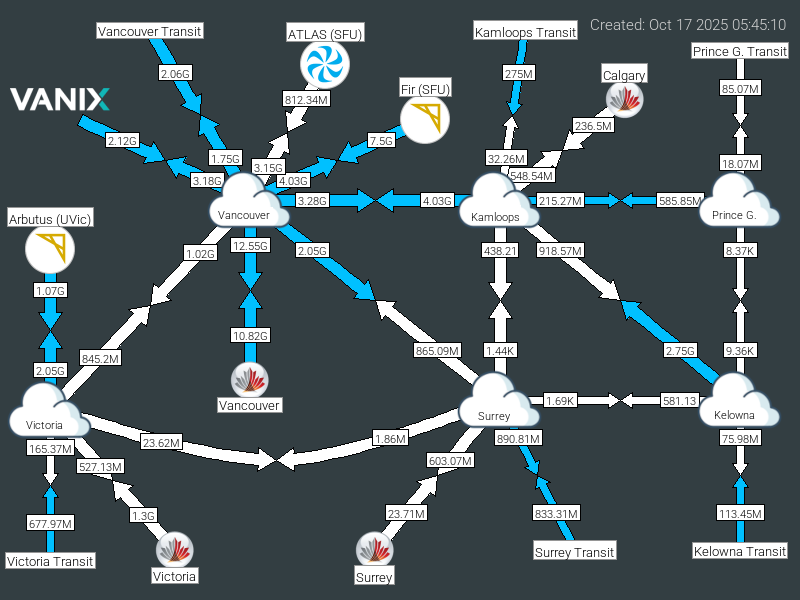 Created: Oct 17 2025 05:45:10
Vancouver Transit
ATLAS (SFU)
Kamloops Transit
Prince G. Transit
2.06G
275M
Calgary
Fir (SFU)
85.07M
VANIX
812.34M
236.5M
2.12G
7.5G
1.75G
32.26M
18.07M
3.15G
3.18G
4.03G
548.54M
3.28G
4.03G
215.27M
585.85M
Vancouver
Kamloops
Prince G.
Arbutus (UVic)
12.55G
2.05G
1.02G
438.21
918.57M
8.37K
1.07G
10.82G
845.2M
865.09M
1.44K
2.75G
9.36K
2.05G
Vancouver
1.69K
581.13
Victoria
Surrey
Kelowna
165.37M
23.62M
1.86M
890.81M
75.98M
527.13M
603.07M
677.97M
1.3G
23.71M
833.31M
113.45M
Victoria Transit
Victoria
Surrey
Surrey Transit
Kelowna Transit